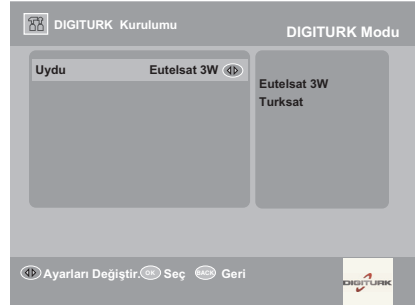 DIGITURK Kurulumu
DIGITURK Modu
Uydu Eutelsat 3W
Eutelsat 3W
Turksat
Ayarları Değiştir. OK Seç BACK Geri
DIGITURK